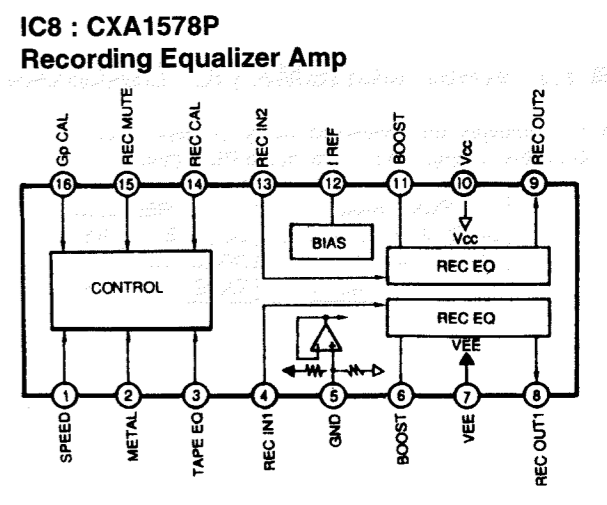 IC8 : CXA1578P
Recording Equalizer Amp
Gp CAL
REC MUTE
REC CAL
REC IN2
I REF
BOOST
Vcc
REC OUT2
16
15
14
13
12
11
10
9
BIAS
Vcc
REC EQ
CONTROL
REC EQ
VEE
1
2
3
4
5
6
7
8
SPEED
METAL
TAPE EQ
REC IN1
GND
BOOST
VEE
REC OUT1